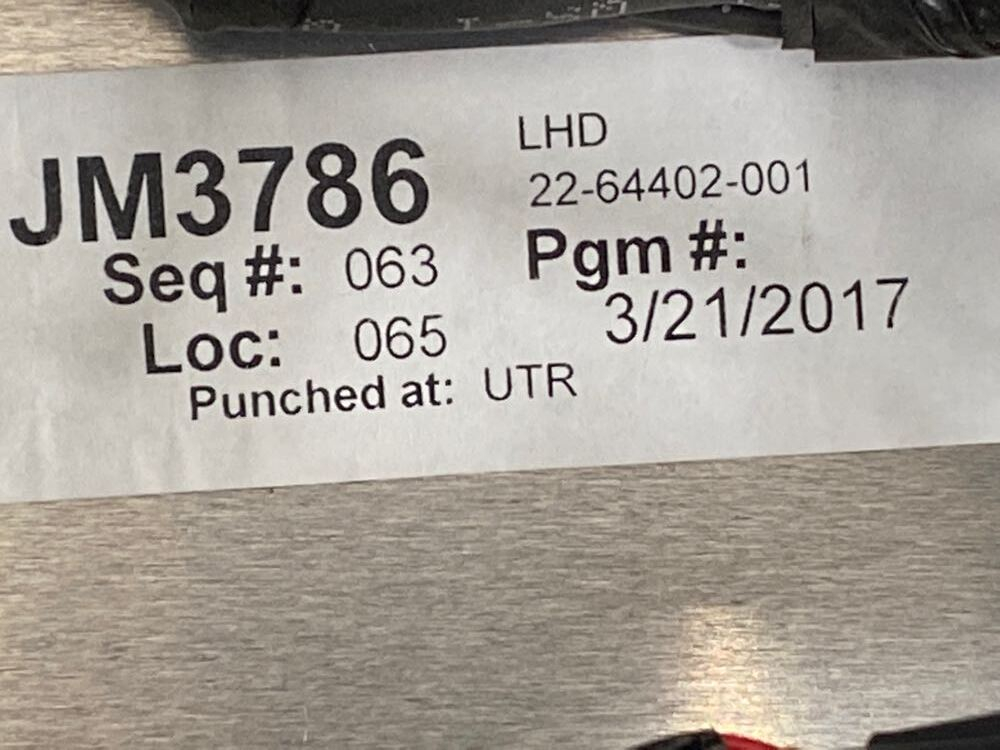 JM3786
Seq #: 063
Loc: 065
Punched at: UTR
LHD
22-64402-001
Pgm #:
3/21/2017